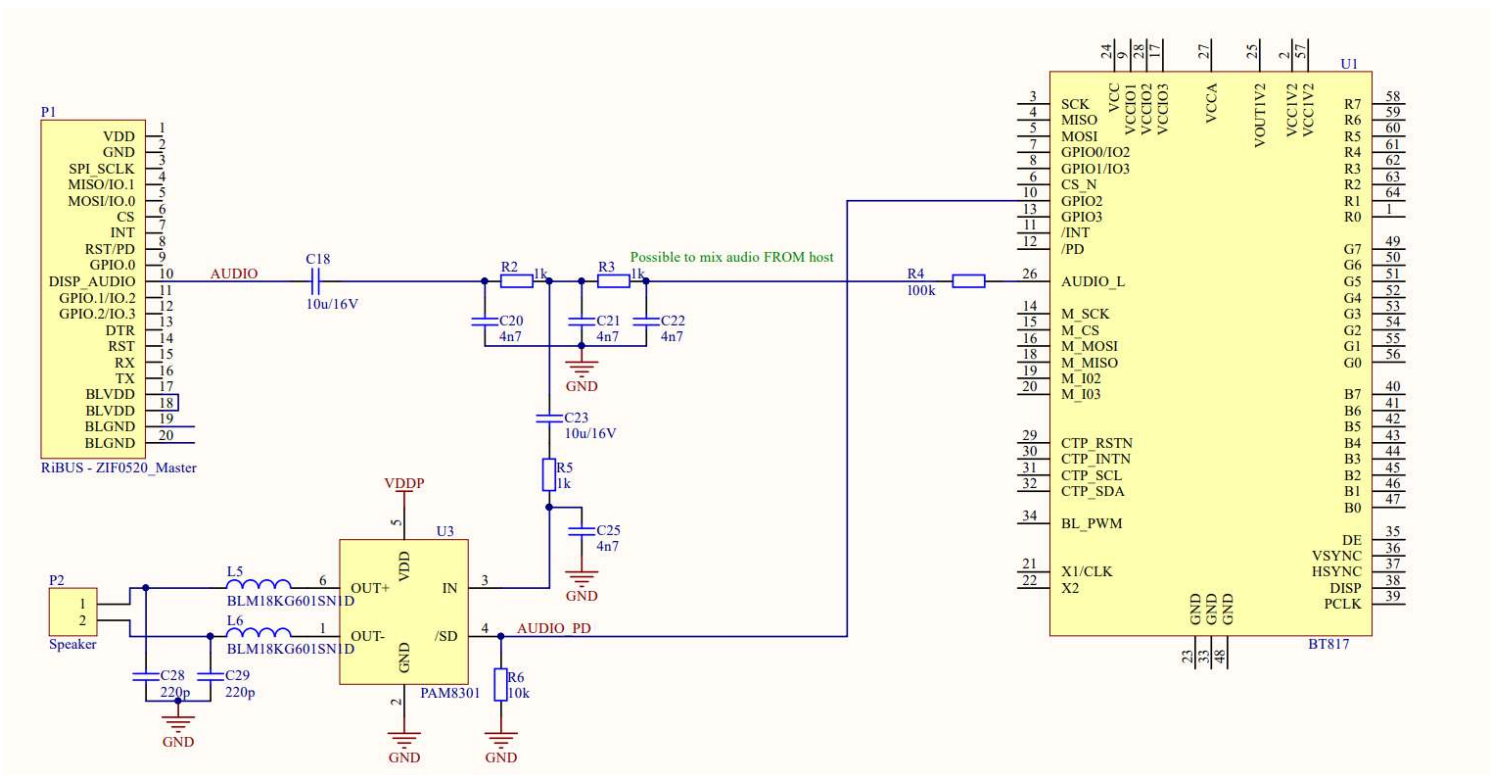 P1
VDD 1
GND 2
SPI_SCLK 3
MISO/IO.1 4
MOSI/IO.0 5
CS 6
INT 7
RST/PD 8
GPIO.0 9
DISP_AUDIO 10
GPIO.1/IO.2 11
GPIO.2/IO.3 12
DTR 13
RST 14
RX 15
TX 16
BLVDD 17
BLVDD 18
BLGND 19
BLGND 20
RiBUS - ZIF0520_Master
AUDIO
C18
10u/16V
R2
1k
R3
1k
Possible to mix audio FROM host
C20
4n7
C21
4n7
C22
4n7
GND
C23
10u/16V
R5
1k
C25
4n7
GND
R4
100k
VDDP
5
U3
VDD
6 OUT+
IN 3
1 OUT-
/SD 4
GND
2
PAM8301
GND
AUDIO_PD
R6
10k
GND
P2
1
2
Speaker
L5
BLM18KG601SN1D
L6
BLM18KG601SN1D
C28
220p
C29
220p
GND
U1
24 VCC
9 VCCIO1
28 VCCIO2
17 VCCIO3
27 VCCA
25 VOUT1V2
2 VCC1V2
57 VCC1V2
3 SCK
4 MISO
5 MOSI
7 GPIO0/IO2
8 GPIO1/IO3
6 CS_N
10 GPIO2
13 GPIO3
11 /INT
12 /PD
26 AUDIO_L
14 M_SCK
15 M_CS
16 M_MOSI
18 M_MISO
19 M_I02
20 M_I03
29 CTP_RSTN
30 CTP_INTN
31 CTP_SCL
32 CTP_SDA
34 BL_PWM
21 X1/CLK
22 X2
R7 58
R6 59
R5 60
R4 61
R3 62
R2 63
R1 64
R0 1
G7 49
G6 50
G5 51
G4 52
G3 53
G2 54
G1 55
G0 56
B7 40
B6 41
B5 42
B4 43
B3 44
B2 45
B1 46
B0 47
DE 35
VSYNC 36
HSYNC 37
DISP 38
PCLK 39
GND 23
GND 33
GND 48
BT817